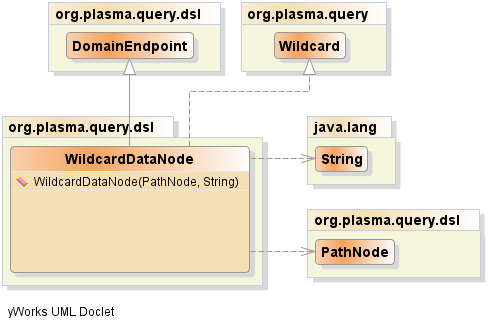 org.plasma.query.dsl
DomainEndpoint
org.plasma.query
Wildcard
org.plasma.query.dsl
WildcardDataNode
WildcardDataNode(PathNode, String)
java.lang
String
org.plasma.query.dsl
PathNode
yWorks UML Doclet